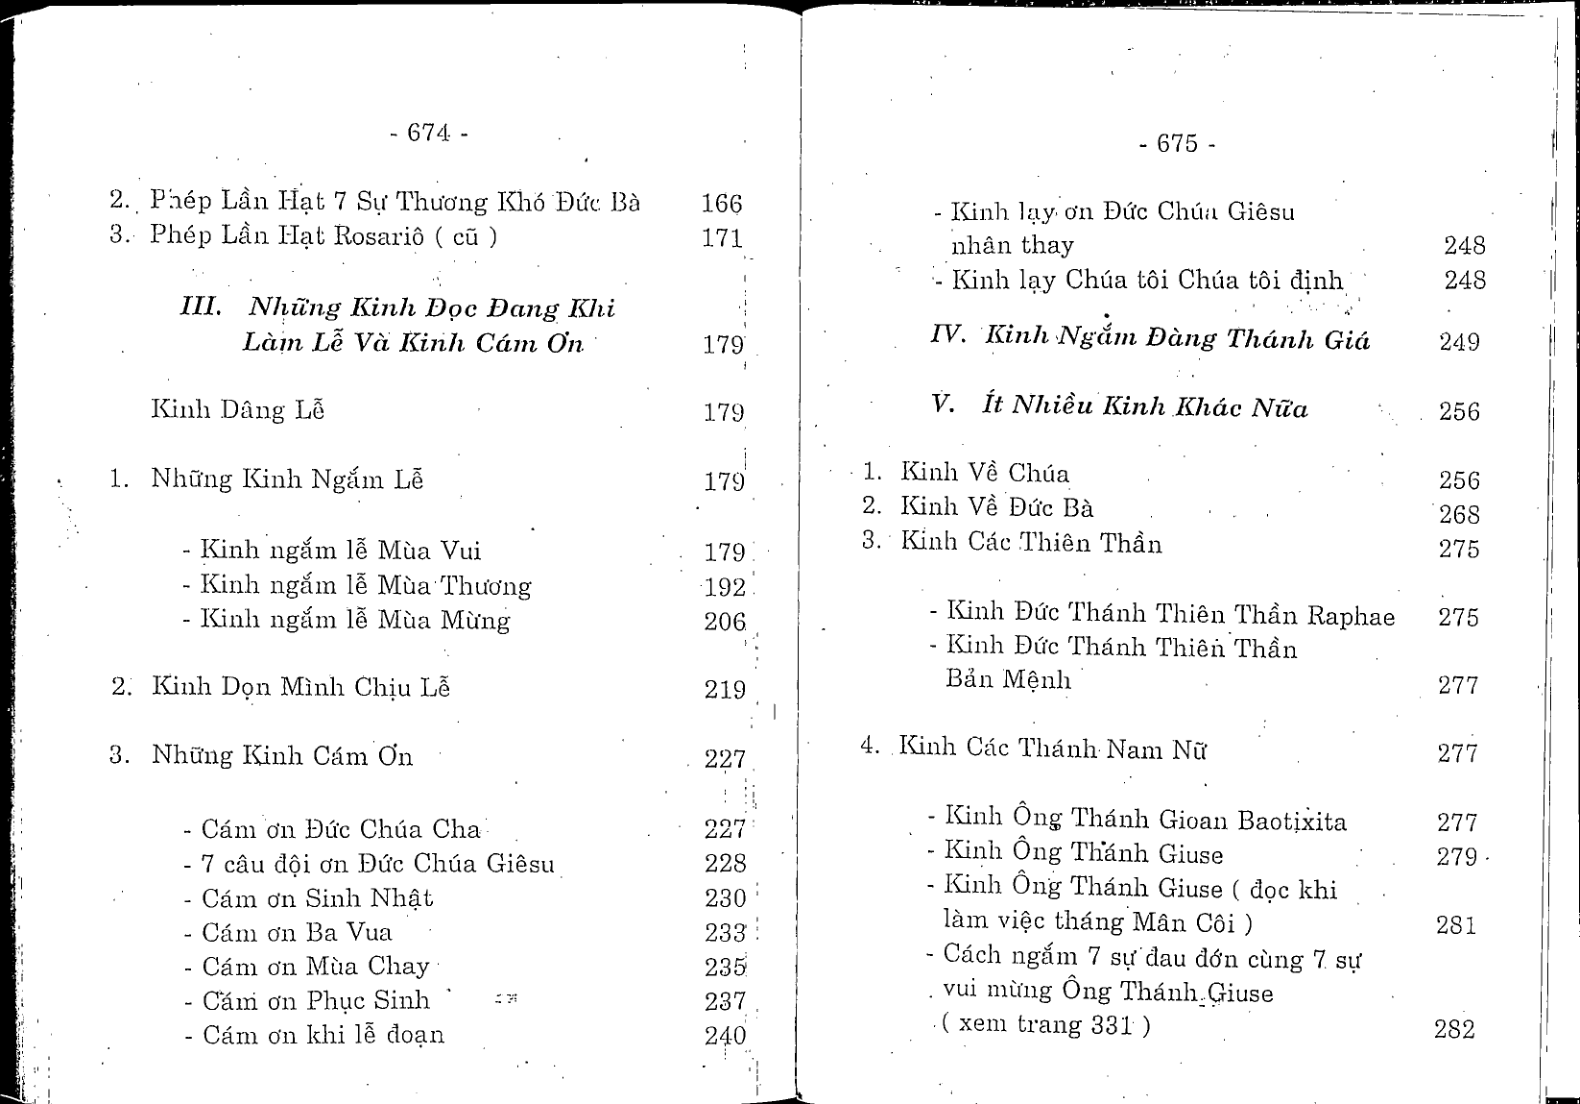 - 674 -
2. Phép Lần Hạt 7 Sự Thương Khó Đức Bà 166
3. Phép Lần Hạt Rosariô ( cũ ) 171
III. Những Kinh Đọc Đang Khi
Làm Lễ Và Kinh Cám Ơn 179
Kinh Dâng Lễ 179
1. Những Kinh Ngắm Lễ 179
- Kinh ngắm lễ Mùa Vui 179
- Kinh ngắm lễ Mùa Thương 192
- Kinh ngắm lễ Mùa Mừng 206
2. Kinh Dọn Mình Chịu Lễ 219
3. Những Kinh Cám Ơn 227
- Cám ơn Đức Chúa Cha 227
- 7 câu đội ơn Đức Chúa Giêsu 228
- Cám ơn Sinh Nhật 230
- Cám ơn Ba Vua 233
- Cám ơn Mùa Chay 235
- Cám ơn Phục Sinh 237
- Cám ơn khi lễ đoạn 240
- 675 -
- Kinh lạy ơn Đức Chúa Giêsu
nhân thay 248
- Kinh lạy Chúa tôi Chúa tôi định 248
IV. Kinh Ngắm Đàng Thánh Giá 249
V. Ít Nhiều Kinh Khác Nữa 256
1. Kinh Về Chúa 256
2. Kinh Về Đức Bà 268
3. Kinh Các Thiên Thần 275
- Kinh Đức Thánh Thiên Thần Raphae 275
- Kinh Đức Thánh Thiên Thần
Bản Mệnh 277
4. Kinh Các Thánh Nam Nữ 277
- Kinh Ông Thánh Gioan Baotixita 277
- Kinh Ông Thánh Giuse 279
- Kinh Ông Thánh Giuse ( đọc khi
làm việc tháng Mân Côi ) 281
- Cách ngắm 7 sự đau đớn cùng 7 sự
vui mừng Ông Thánh Giuse
( xem trang 331 ) 282